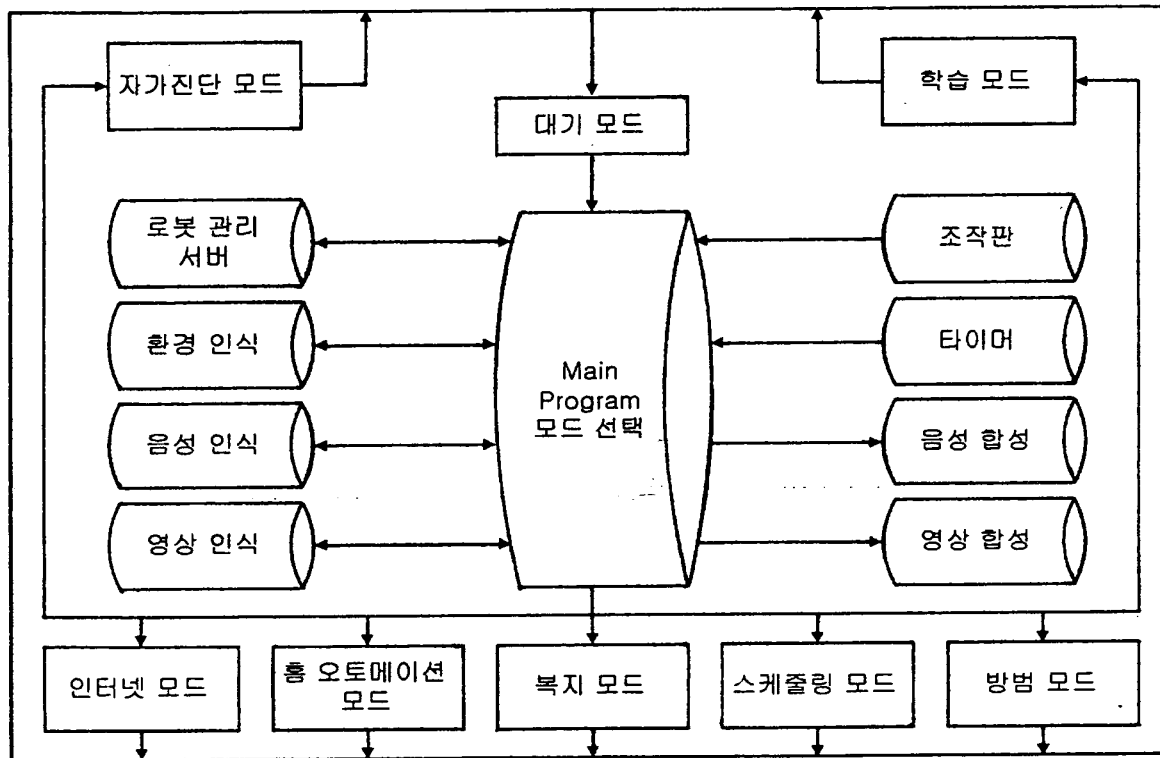 자가진단 모드
학습 모드
대기 모드
로봇 관리
서버
조작판
환경 인식
타이머
Main
Program
모드 선택
음성 인식
음성 합성
영상 인식
영상 합성
인터넷 모드
홈 오토메이션
모드
복지 모드
스케줄링 모드
방범 모드